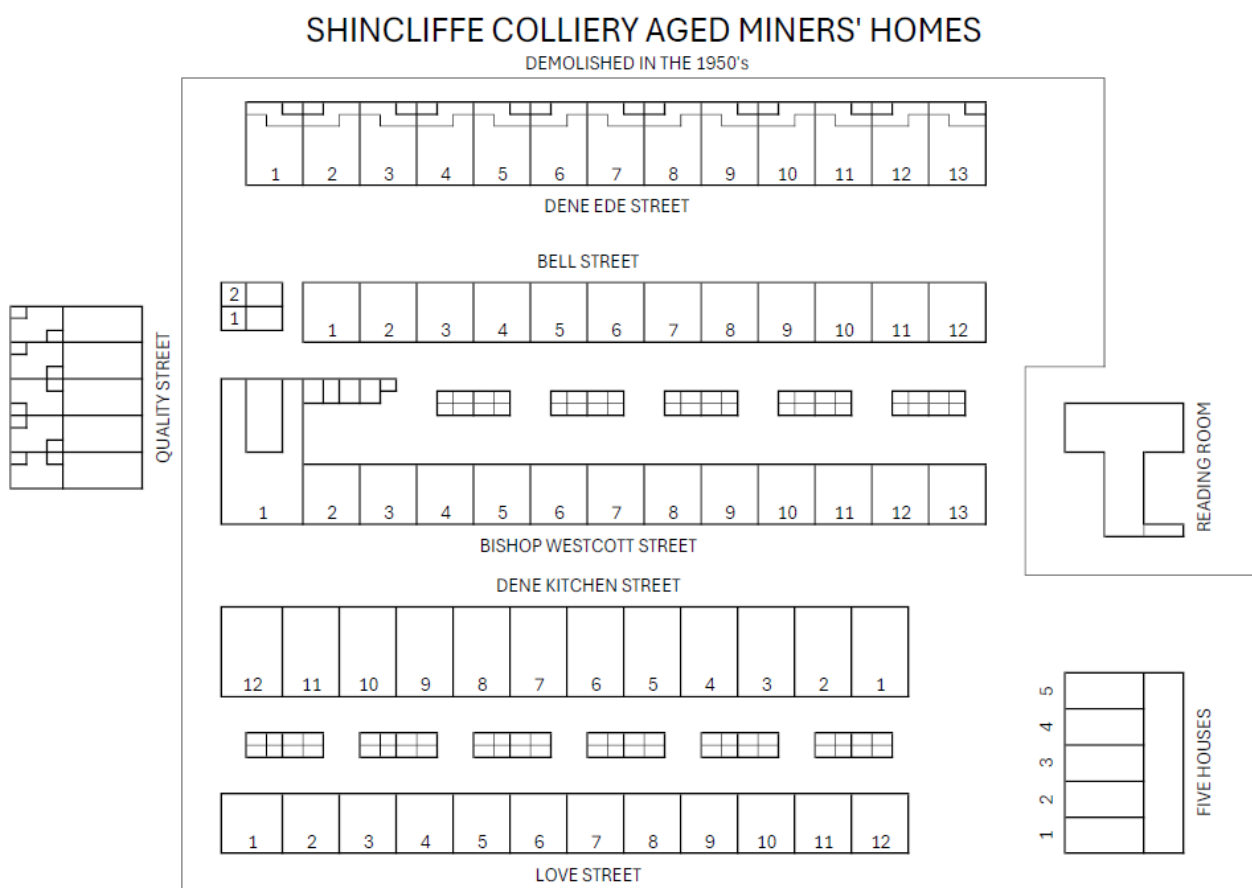 SHINCLIFFE COLLIERY AGED MINERS' HOMES
DEMOLISHED IN THE 1950's
1 2 3 4 5 6 7 8 9 10 11 12 13
DENE EDE STREET
BELL STREET
2
1
1 2 3 4 5 6 7 8 9 10 11 12
QUALITY STREET
READING ROOM
1 2 3 4 5 6 7 8 9 10 11 12 13
BISHOP WESTCOTT STREET
DENE KITCHEN STREET
12 11 10 9 8 7 6 5 4 3 2 1
5
4
3
2
1
FIVE HOUSES
1 2 3 4 5 6 7 8 9 10 11 12
LOVE STREET